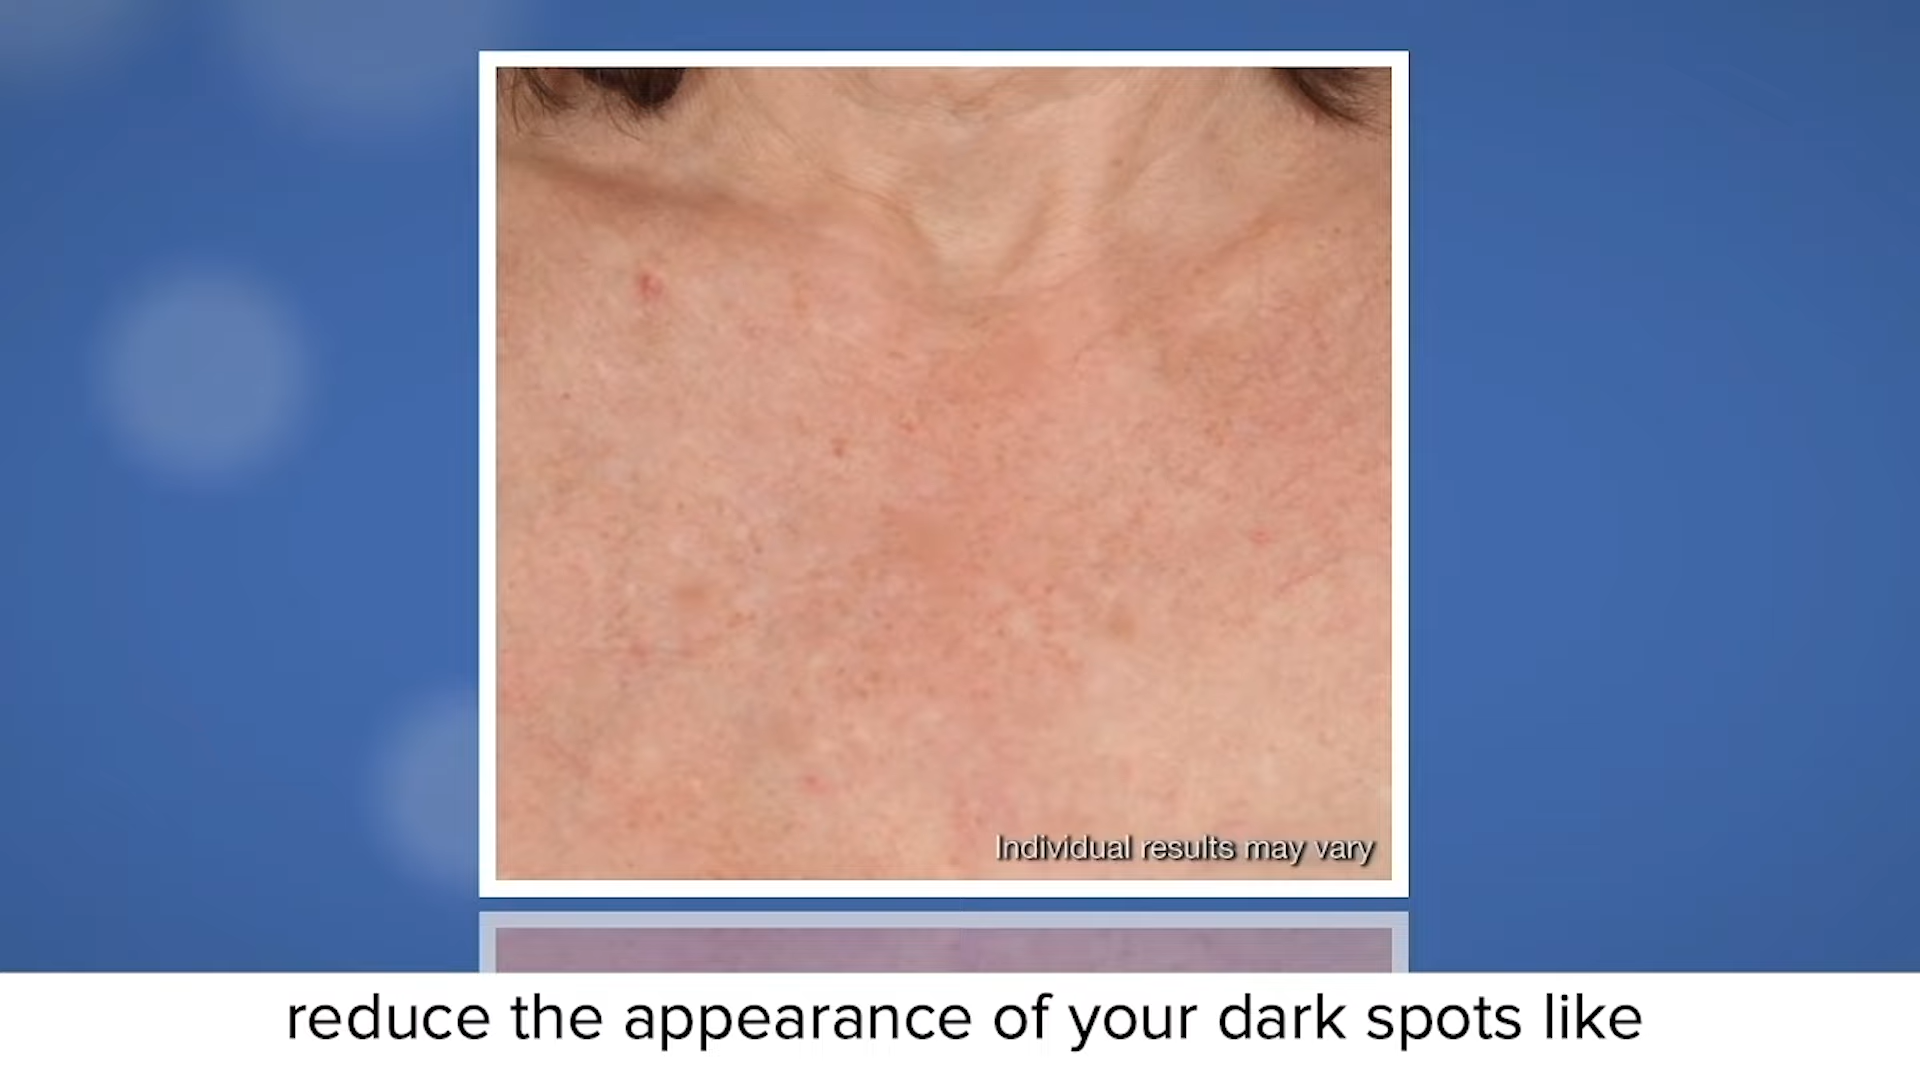 Individual results may vary
reduce the appearance of your dark spots like